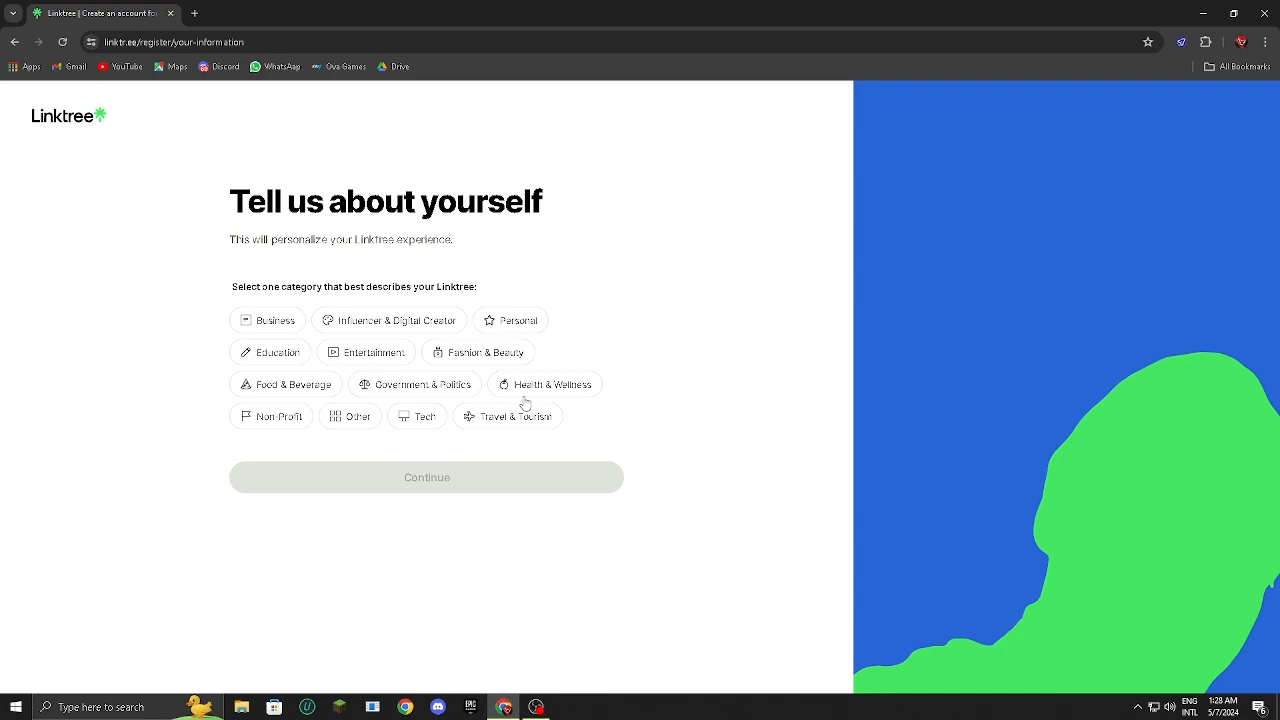 Linktree | Create an account for
linktr.ee/register/your-information
Apps Gmail YouTube Maps Discord WhatsApp Ova Games Drive All Bookmarks
Linktree
Tell us about yourself
This will personalize your Linktree experience.
Select one category that best describes your Linktree:
Business Influencer & Digital Creator Personal
Education Entertainment Fashion & Beauty
Food & Beverage Government & Politics Health & Wellness
Non-Profit Other Tech Travel & Tourism
Continue
Type here to search
EPIC
ENG
INTL
1:28 AM
5/7/2024